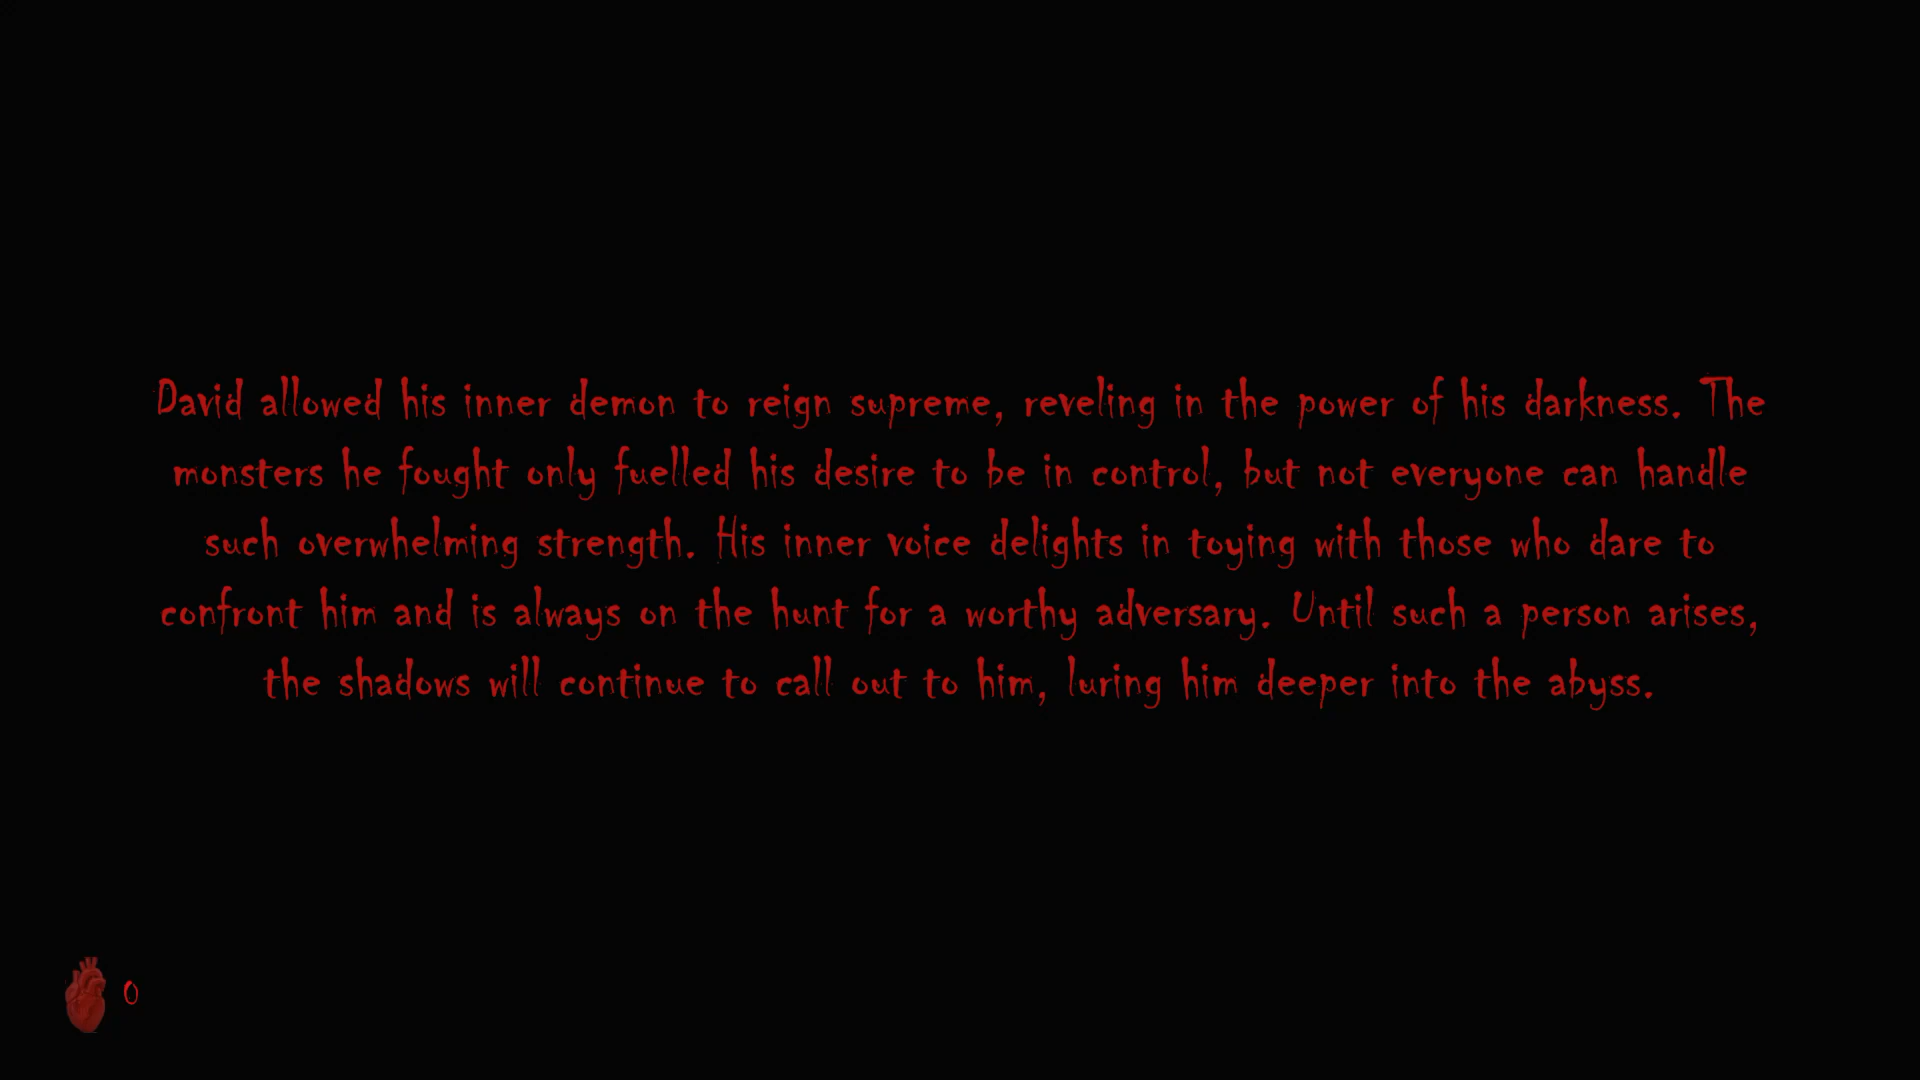 David allowed his inner demon to reign supreme, reveling in the power of his darkness. The
monsters he fought only fuelled his desire to be in control, but not everyone can handle
such overwhelming strength. His inner voice delights in toying with those who dare to
confront him and is always on the hunt for a worthy adversary. Until such a person arises,
the shadows will continue to call out to him, luring him deeper into the abyss.
0